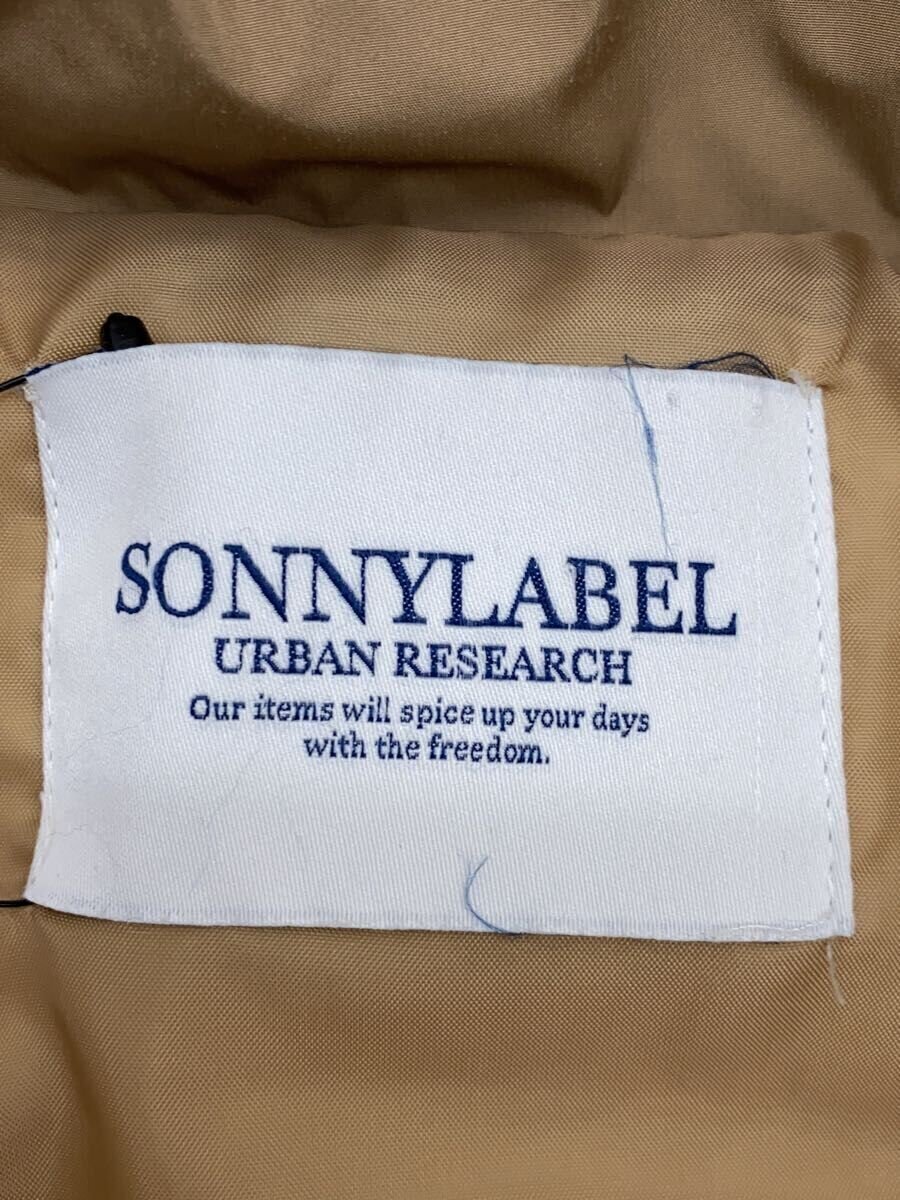 SONNYLABEL
URBAN RESEARCH
Our items will spice up your days
with the freedom.